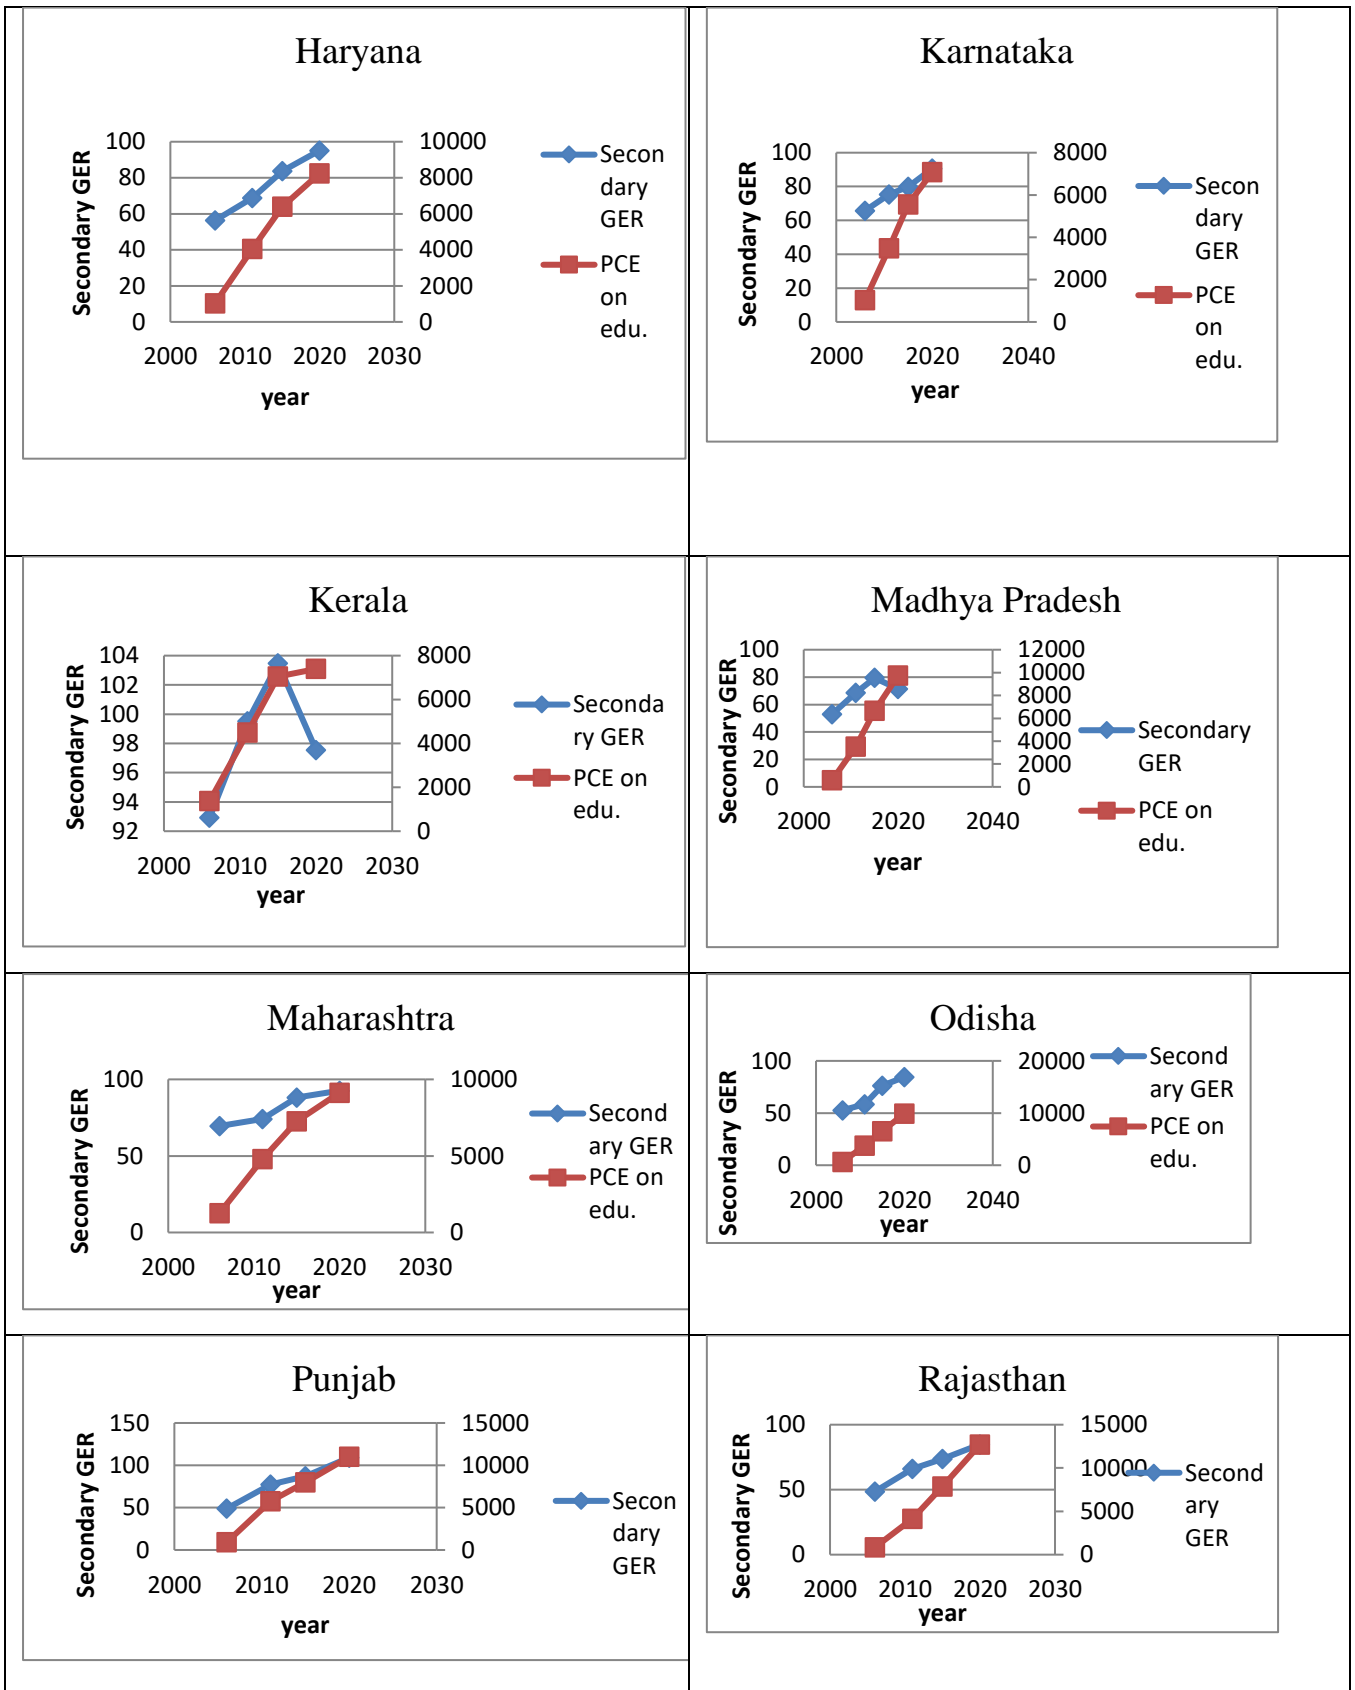 Haryana
Secondary GER
100
80
60
40
20
0
10000
8000
6000
4000
2000
0
2000 2010 2020 2030
year
Secon
dary
GER
PCE
on
edu.
Karnataka
Secondary GER
100
80
60
40
20
0
8000
6000
4000
2000
0
2000 2020 2040
year
Secon
dary
GER
PCE
on
edu.
Kerala
Secondary GER
104
102
100
98
96
94
92
8000
6000
4000
2000
0
2000 2010 2020 2030
year
Seconda
ry GER
PCE on
edu.
Madhya Pradesh
Secondary GER
100
80
60
40
20
0
12000
10000
8000
6000
4000
2000
0
2000 2020 2040
year
Secondary
GER
PCE on
edu.
Maharashtra
Secondary GER
100
50
0
10000
5000
0
2000 2010 2020 2030
year
Second
ary GER
PCE on
edu.
Odisha
Secondary GER
100
50
0
20000
10000
0
2000 2020 2040
year
Second
ary GER
PCE on
edu.
Punjab
Secondary GER
150
100
50
0
15000
10000
5000
0
2000 2010 2020 2030
year
Secon
dary
GER
Rajasthan
Secondary GER
100
50
0
15000
10000
5000
0
2000 2010 2020 2030
year
Second
ary
GER